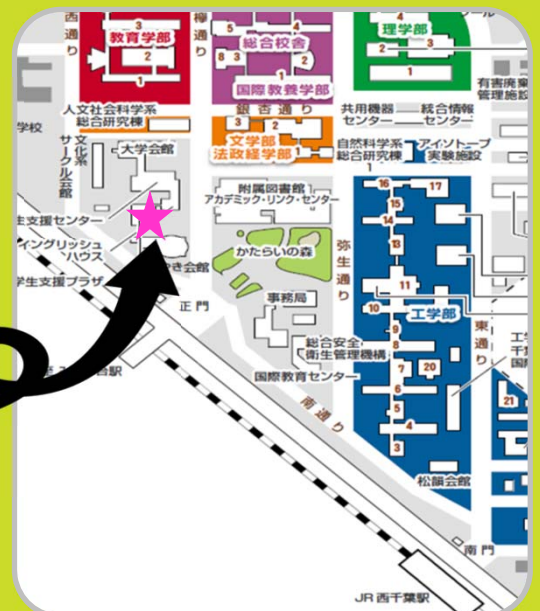 西通り
教育学部
3
2
1
欅通り
5
4
総合校舎
8
3
2
1
国際教養学部
4
理学部
3
2
1
ール
有害廃棄
管理施設
人文社会科学系
総合研究棟
銀杏通り
共用機器
センター
統合情報
センター
学校
文化系
サークル会館
大学会館
3
2
文学部
法政経学部
1
自然科学系
総合研究棟
1
アイソトープ
実験施設
附属図書館
アカデミック・リンク・センター
16
17
15
14
13
11
10
9
8
7
20
6
5
4
3
工学部
生支援センター
イングリッシュ
ハウス
学生支援プラザ
やき会館
かたらいの森
弥生通り
正門
事務局
総合安全
衛生管理機構
国際教育センター
東通り
21
台駅
南通り
松韻会館
南門
JR 西千葉駅